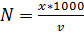 N = x*1000
v